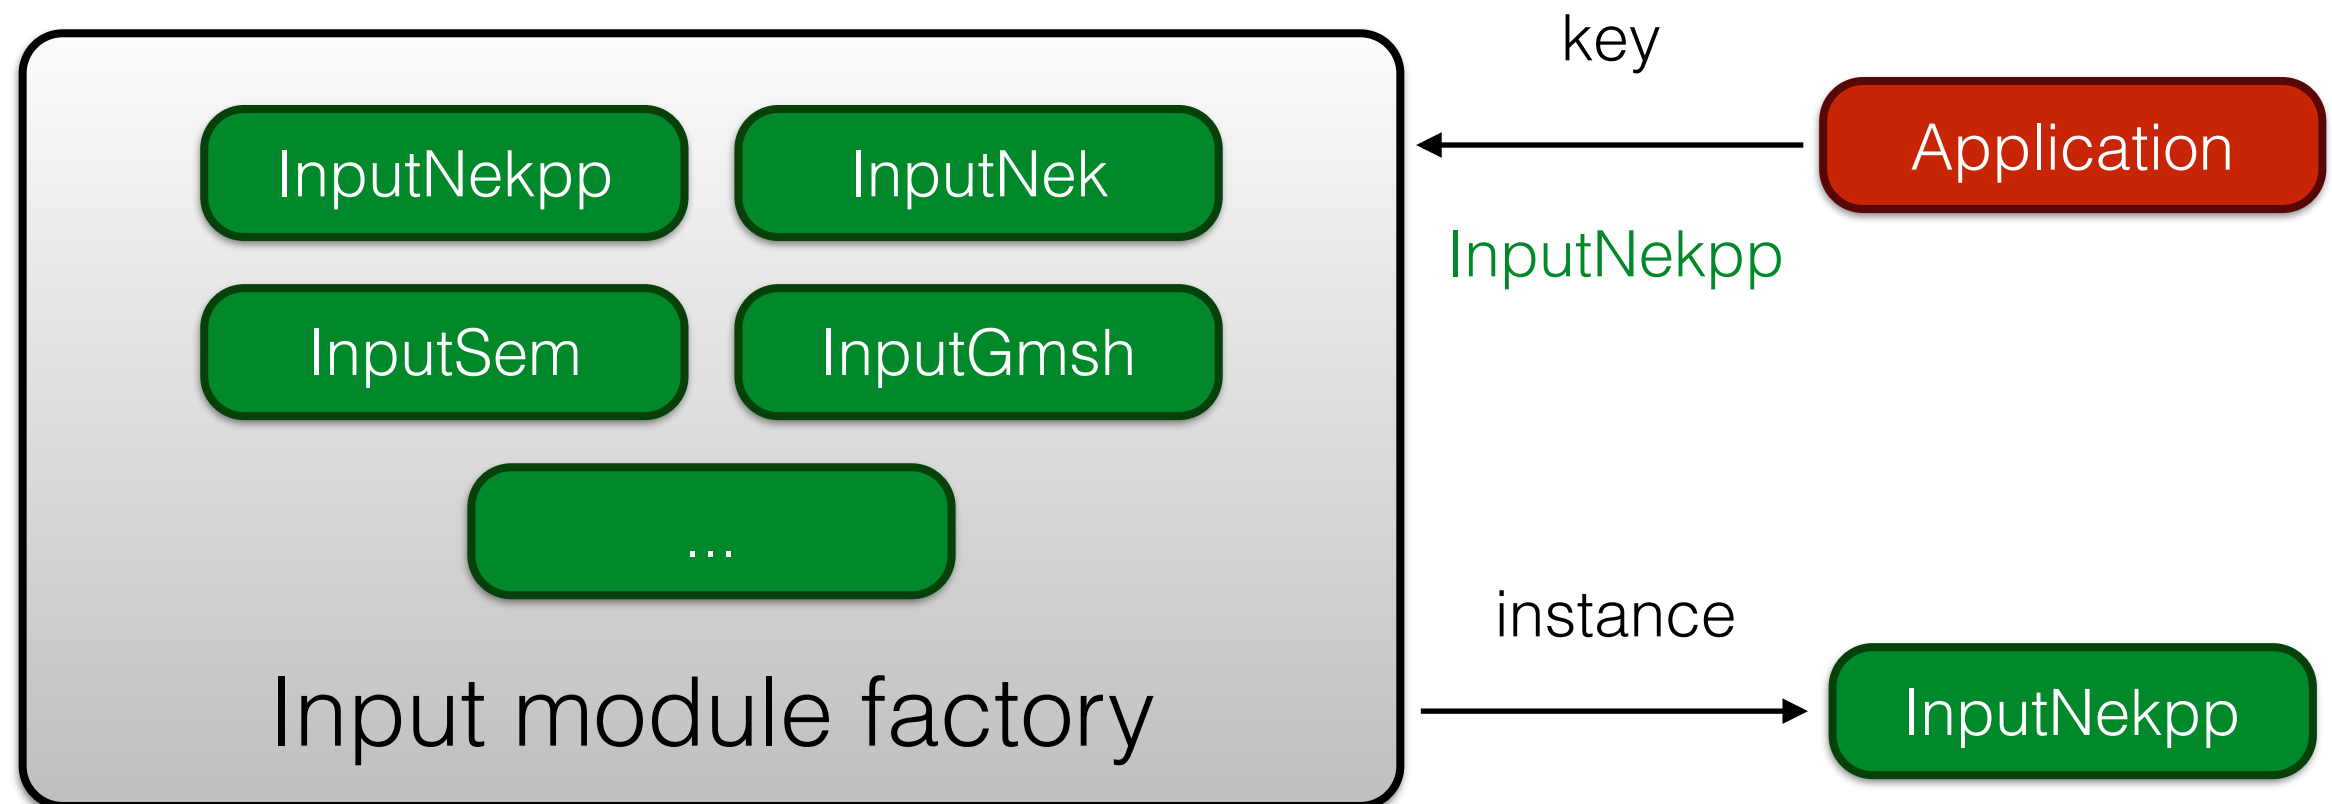 key
Application
InputNekpp
InputNek
InputNekpp
InputSem
InputGmsh
...
instance
InputNekpp
Input module factory